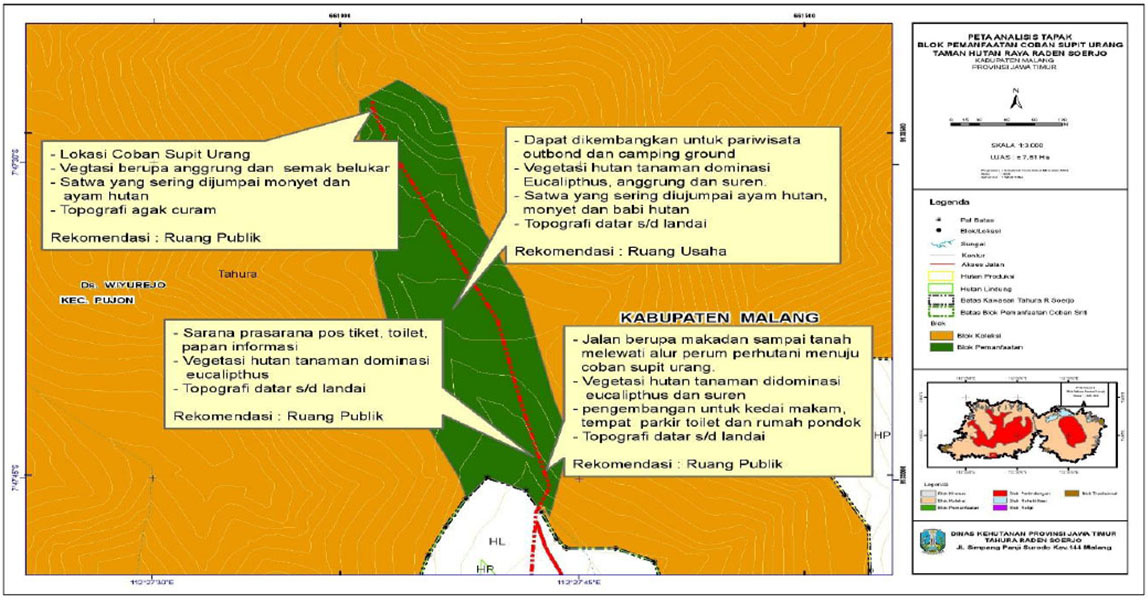 661000
661500
7°47'30"S
7°47'45"S
- Lokasi Coban Supit Urang
- Vegtasi berupa anggrung dan semak belukar
- Satwa yang sering dijumpai monyet dan
ayam hutan
- Topografi agak curam
Rekomendasi : Ruang Publik
- Dapat dikembangkan untuk pariwisata
outbond dan camping ground
- Vegetasi hutan tanaman dominasi
Eucalipthus, anggrung dan suren.
- Satwa yang sering diujumpai ayam hutan,
monyet dan babi hutan
- Topografi datar s/d landai
Rekomendasi : Ruang Usaha
Tahura
Ds. WIYUREJO
KEC. PUJON
KABUPATEN MALANG
- Sarana prasarana pos tiket, toilet,
papan informasi
- Vegetasi hutan tanaman dominasi
eucalipthus
- Topografi datar s/d landai
Rekomendasi : Ruang Publik
- Jalan berupa makadan sampai tanah
melewati alur perum perhutani menuju
coban supit urang.
- Vegetasi hutan tanaman didominasi
eucalipthus dan suren
- pengembangan untuk kedai makam,
tempat parkir toilet dan rumah pondok
- Topografi datar s/d landai
Rekomendasi : Ruang Publik
HP
HL
HR
112°27'30"E
112°27'45"E
PETA ANALISIS TAPAK
BLOK PEMANFAATAN COBAN SUPIT URANG
TAMAN HUTAN RAYA RADEN SOERJO
KABUPATEN MALANG
PROVINSI JAWA TIMUR
N
SKALA 1:3.000
LUAS : ± 7,61 Ha
Legenda
Pal Batas
Blok/Lokasi
Sungai
Kontur
Akses Jalan
Hutan Produksi
Hutan Lindung
Batas Kawasan Tahura R Soerjo
Batas Blok Pemanfaatan Coban Srit
Blok
Blok Koleksi
Blok Pemanfaatan
Legenda
Blok Koleksi
Blok Pemanfaatan
Blok Perlindungan
Blok Tradisional
DINAS KEHUTANAN PROVINSI JAWA TIMUR
TAHURA RADEN SOERJO
Jl. Simpang Panji Suroso Kav.144 Malang